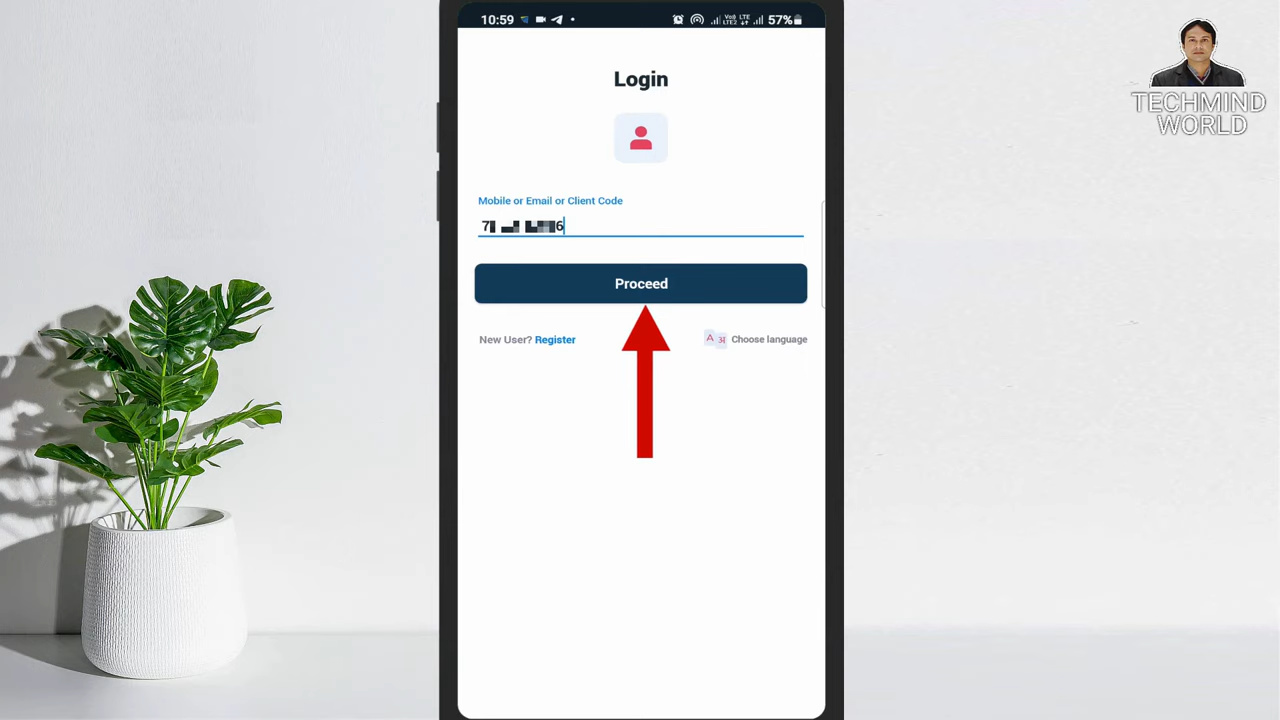 10:59
57%
Login
Mobile or Email or Client Code
Proceed
New User? Register
Choose language
TECHMIND
WORLD